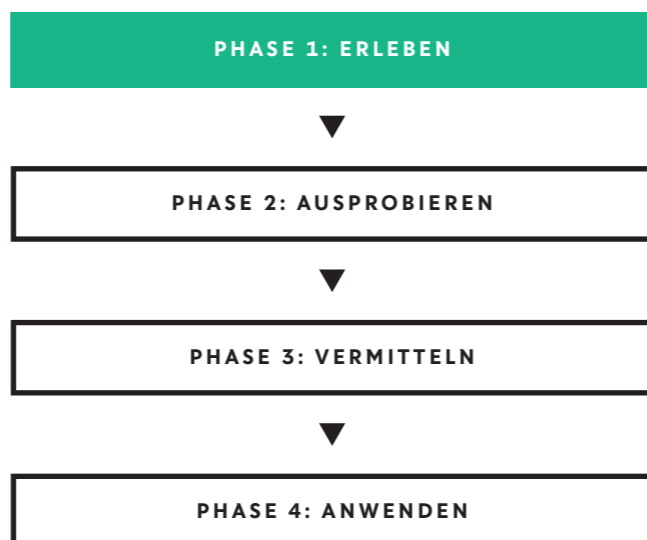 PHASE 1: ERLEBEN
PHASE 2: AUSPROBIEREN
PHASE 3: VERMITTELN
PHASE 4: ANWENDEN